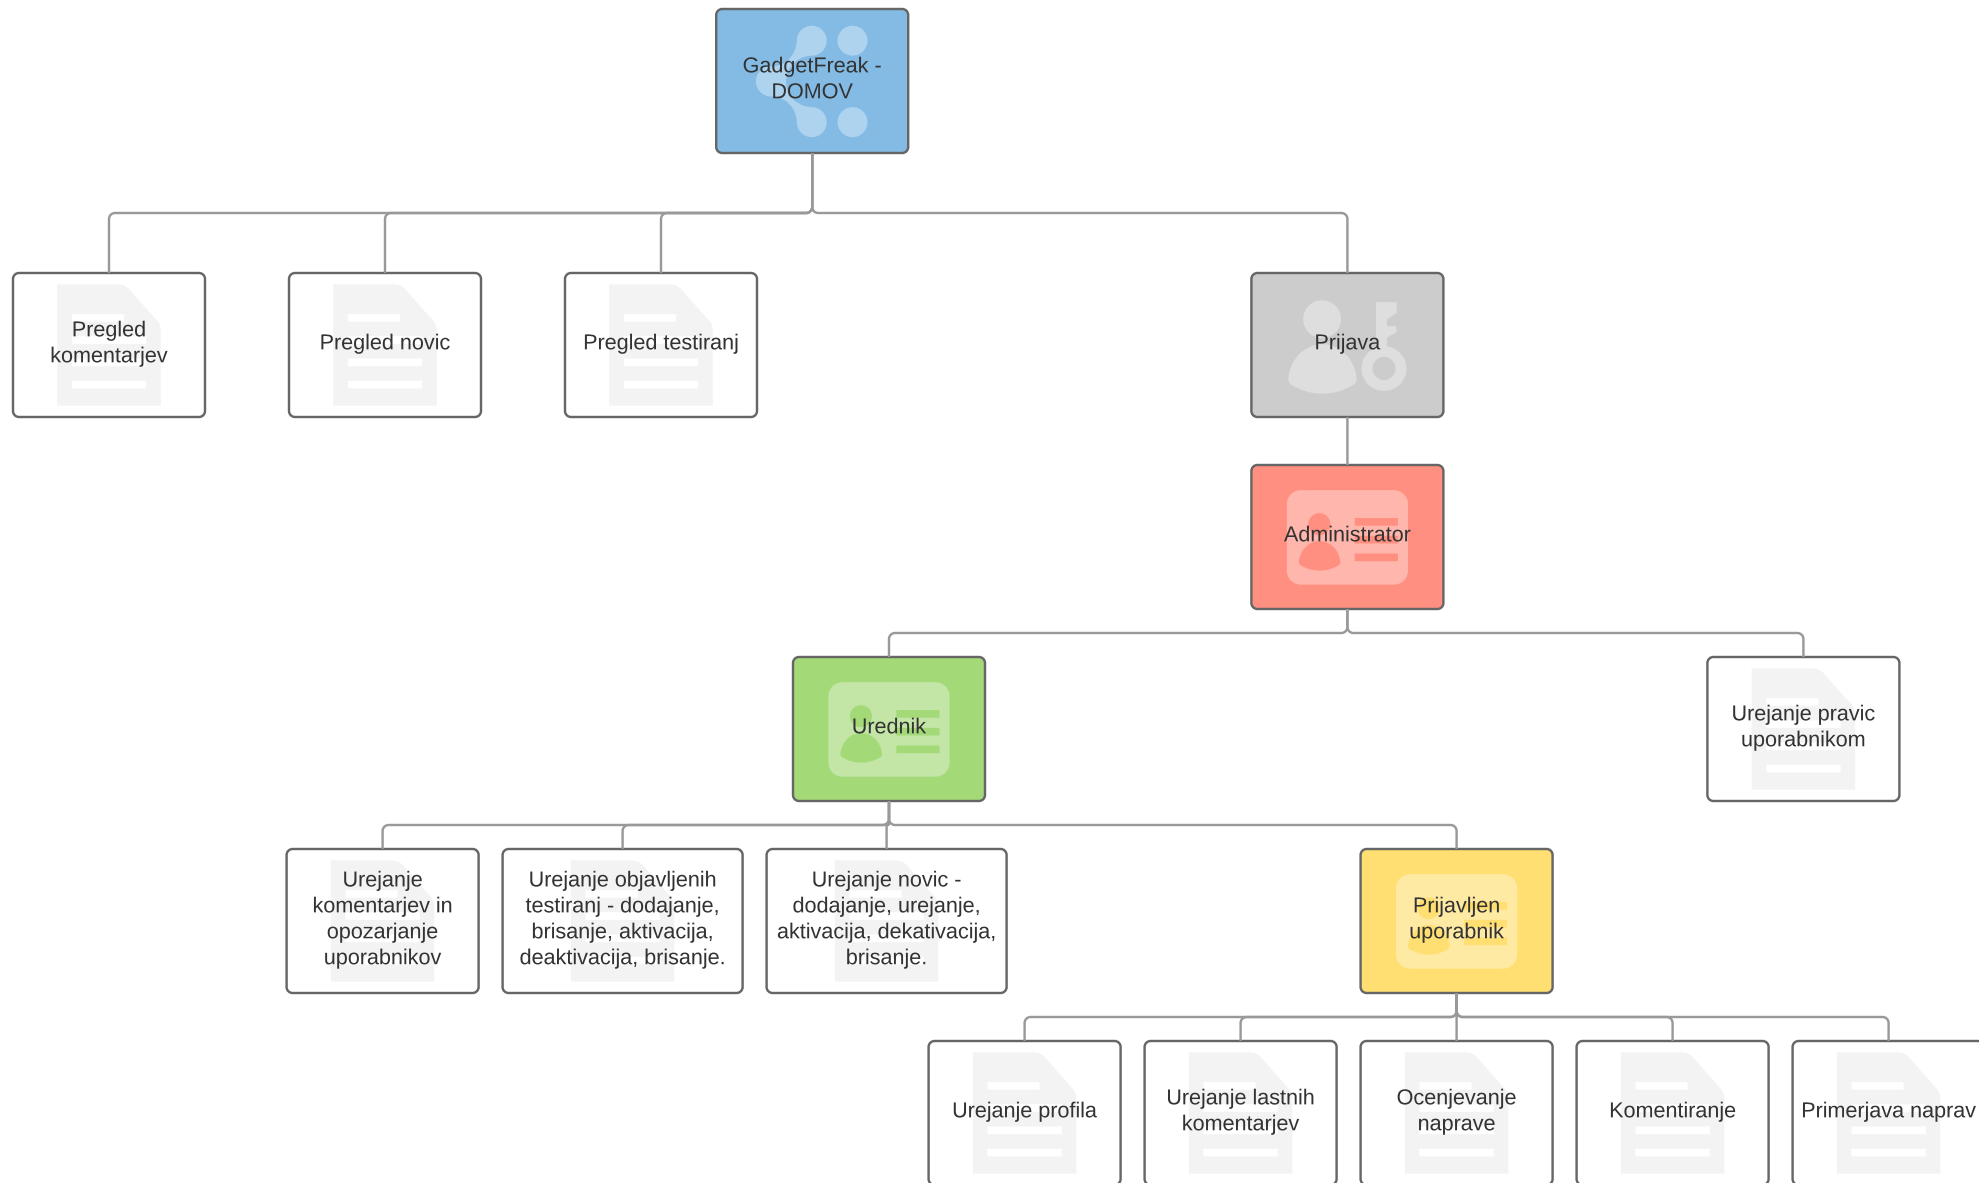 GadgetFreak -
DOMOV
Pregled
komentarjev
Pregled novic
Pregled testiranj
Prijava
Administrator
Urednik
Urejanje pravic
uporabnikom
Urejanje
komentarjev in
opozarjanje
uporabnikov
Urejanje objavljenih
testiranj - dodajanje,
brisanje, aktivacija,
deaktivacija, brisanje.
Urejanje novic -
dodajanje, urejanje,
aktivacija, dekativacija,
brisanje.
Prijavljen
uporabnik
Urejanje profila
Urejanje lastnih
komentarjev
Ocenjevanje
naprave
Komentiranje
Primerjava naprav